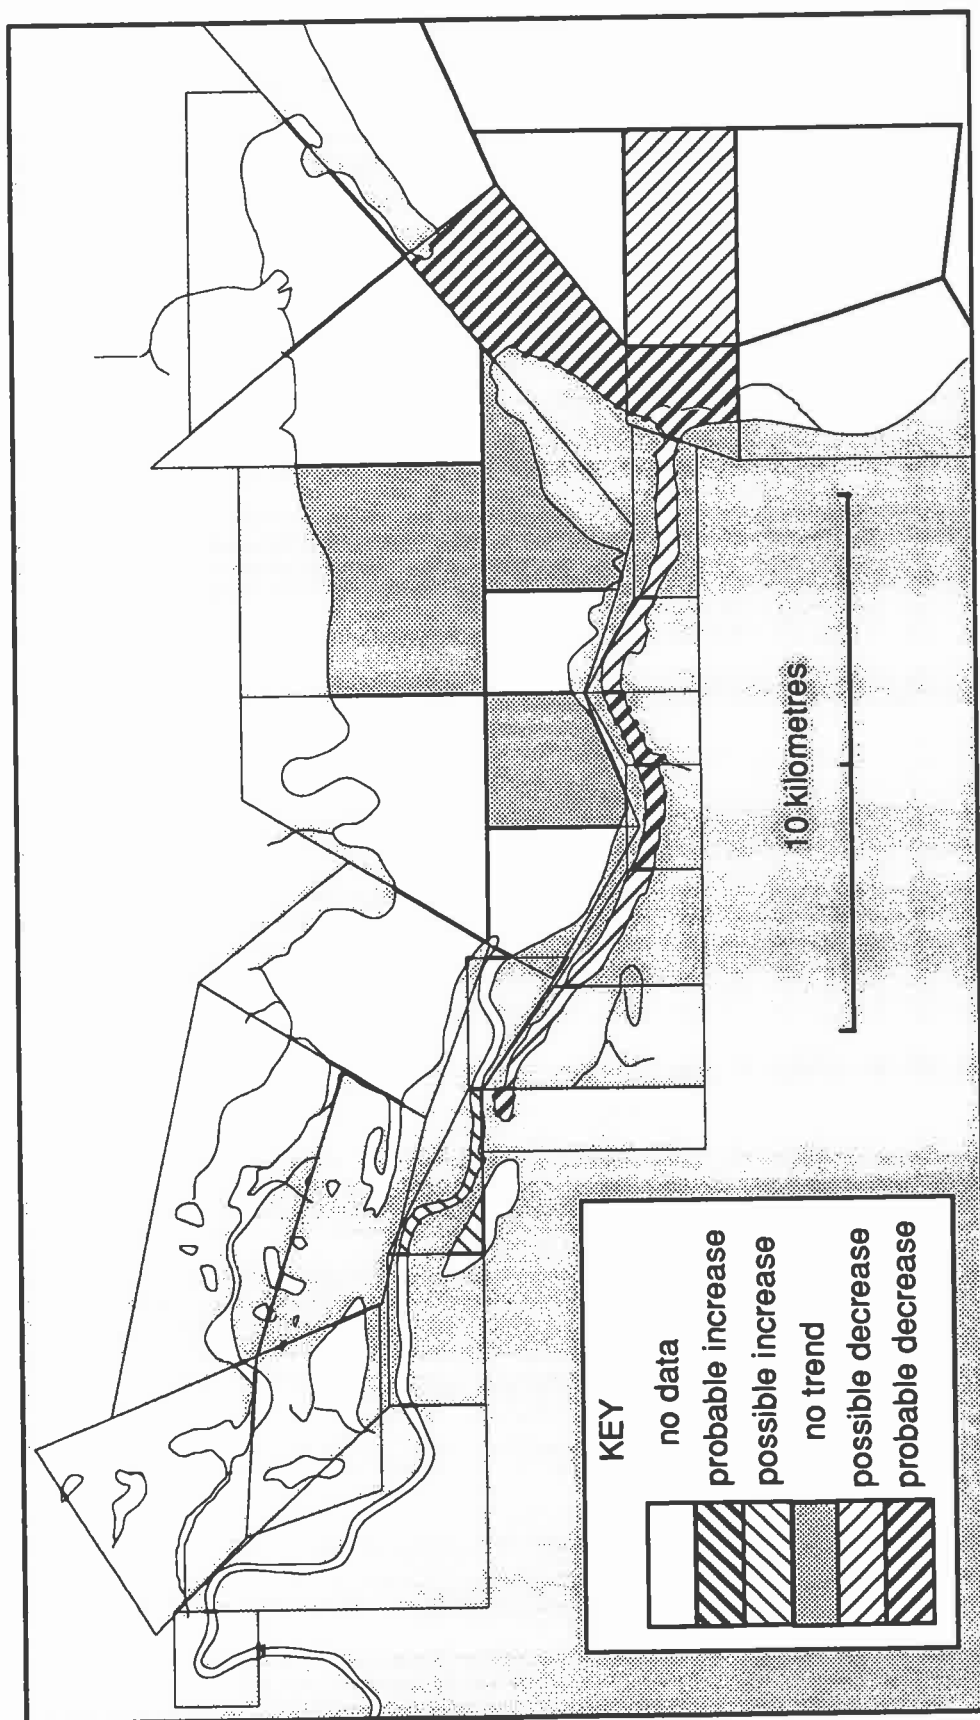 10 kilometres
KEY
no data
probable increase
possible increase
no trend
possible decrease
probable decrease